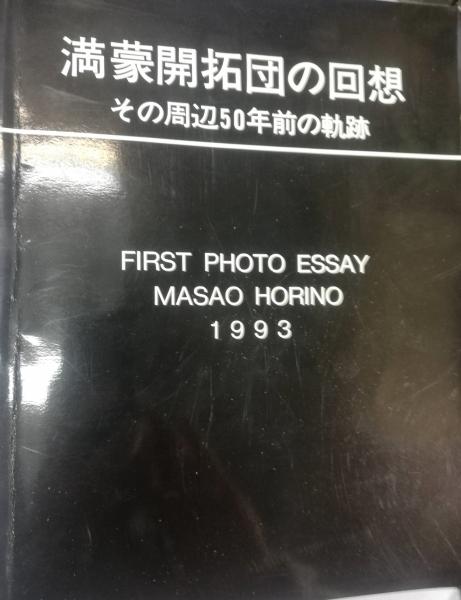 満蒙開拓団の回想
その周辺50年前の軌跡
FIRST PHOTO ESSAY
MASAO HORINO
1993